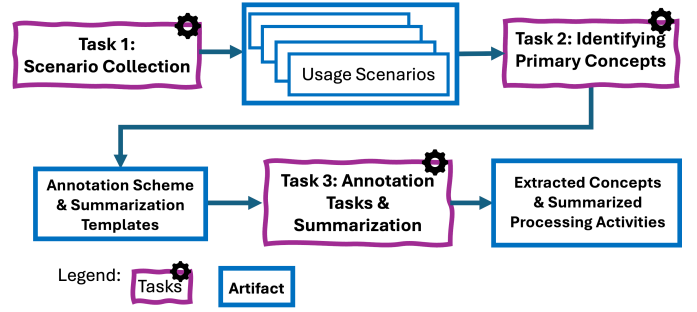 Task 1:
Scenario Collection
Usage Scenarios
Task 2: Identifying
Primary Concepts
Annotation Scheme
& Summarization
Templates
Task 3: Annotation
Tasks &
Summarization
Extracted Concepts
& Summarized
Processing Activities
Legend:
Tasks
Artifact